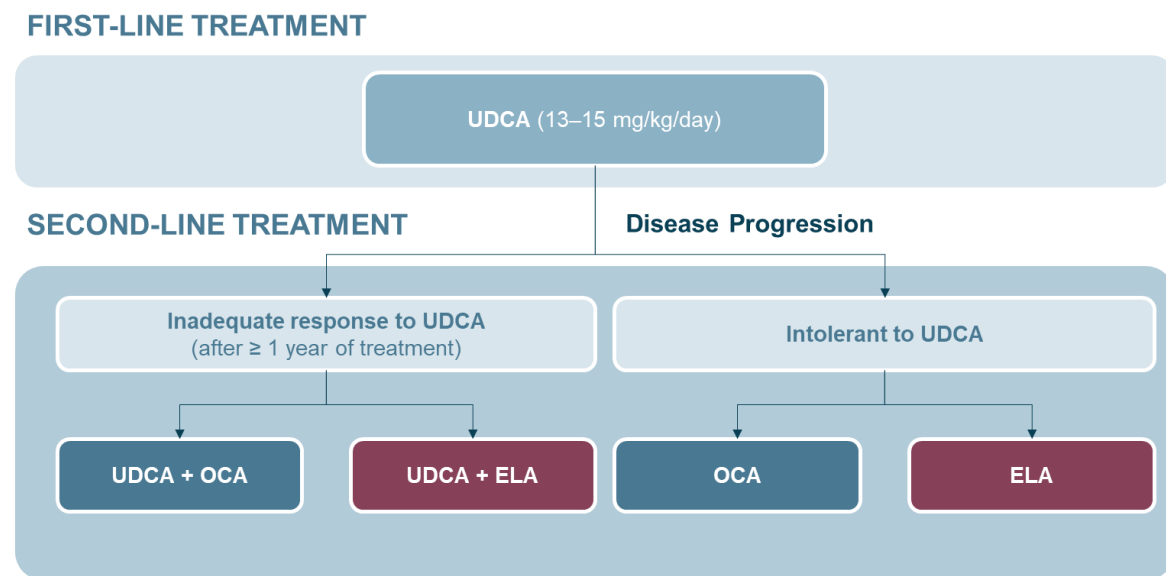 FIRST-LINE TREATMENT
UDCA (13–15 mg/kg/day)
SECOND-LINE TREATMENT
Disease Progression
Inadequate response to UDCA
(after ≥ 1 year of treatment)
Intolerant to UDCA
UDCA + OCA
UDCA + ELA
OCA
ELA